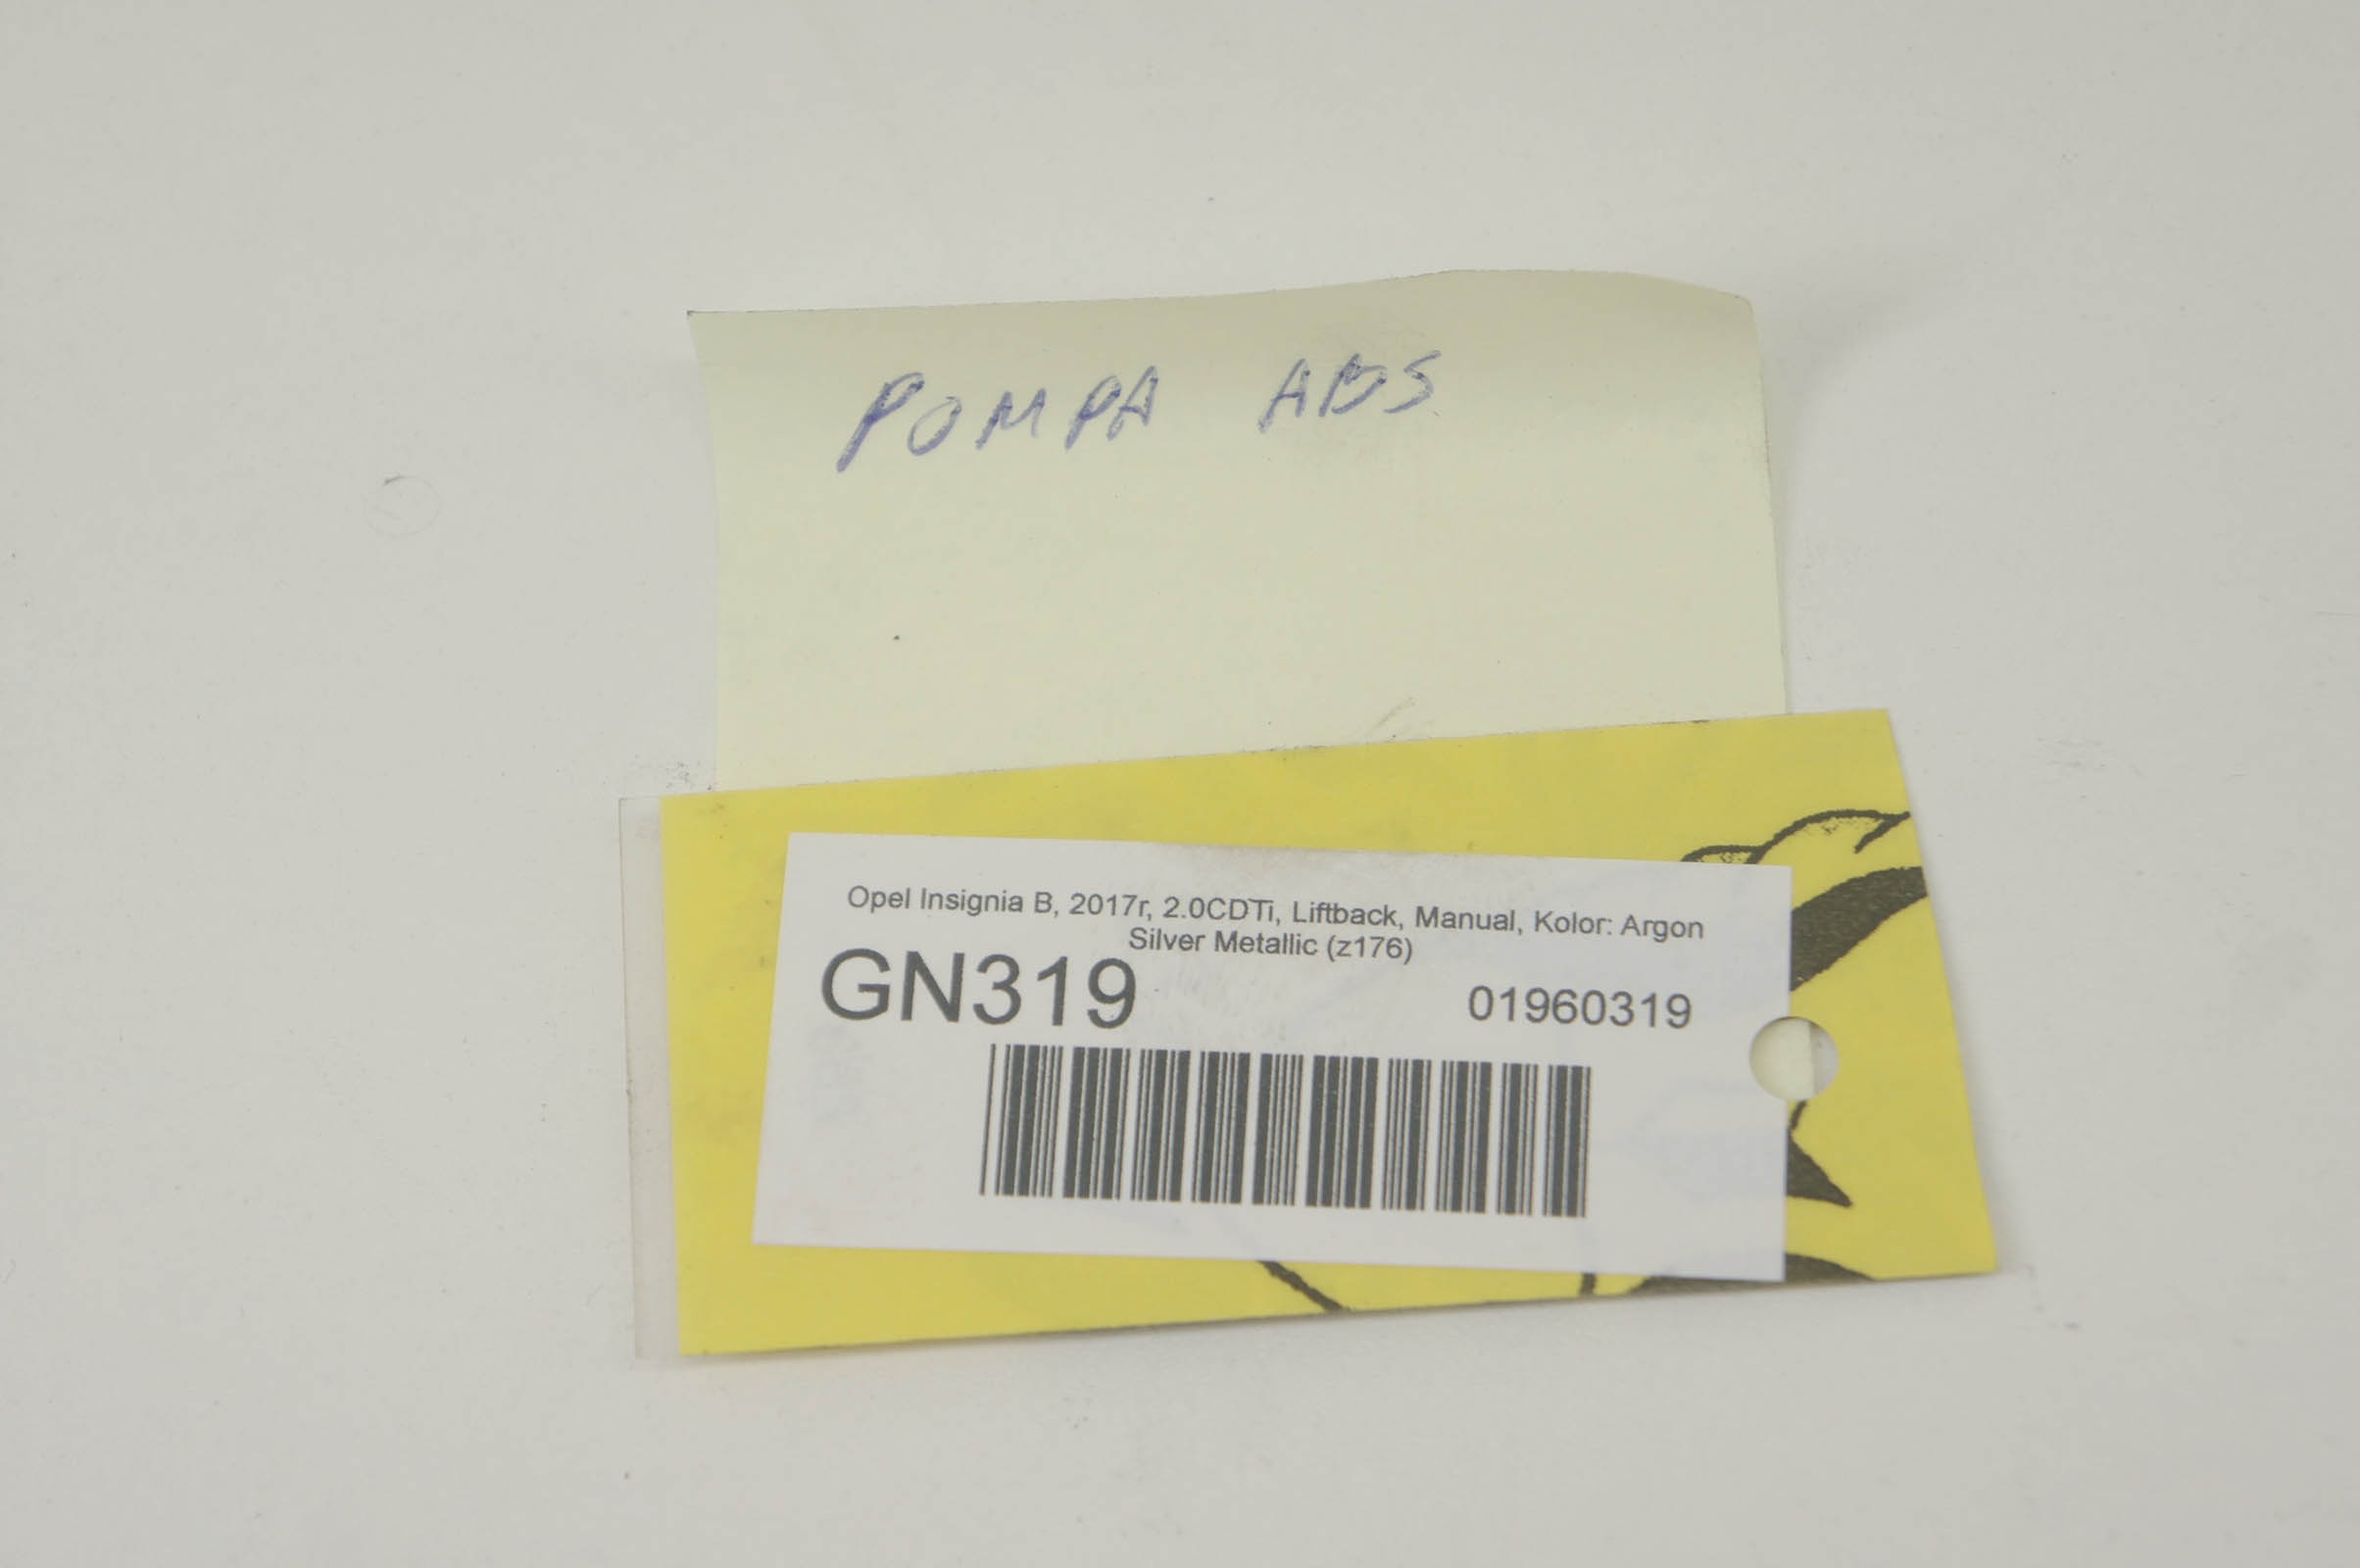 POMPA ABS
Opel Insignia B, 2017r, 2.0CDTi, Liftback, Manual, Kolor: Argon
Silver Metallic (z176)
GN319
01960319